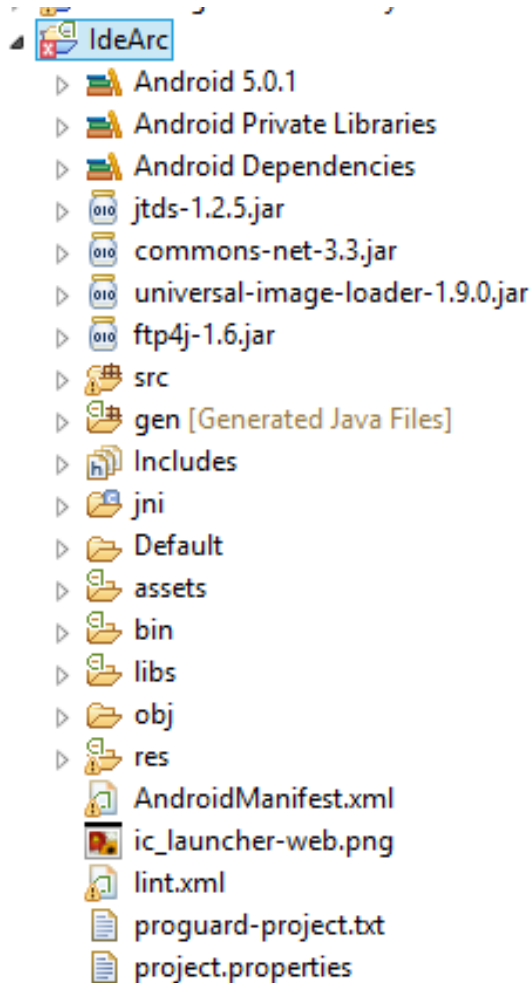 IdeArc
Android 5.0.1
Android Private Libraries
Android Dependencies
jtds-1.2.5.jar
commons-net-3.3.jar
universal-image-loader-1.9.0.jar
ftp4j-1.6.jar
src
gen [Generated Java Files]
Includes
jni
Default
assets
bin
libs
obj
res
AndroidManifest.xml
ic_launcher-web.png
lint.xml
proguard-project.txt
project.properties